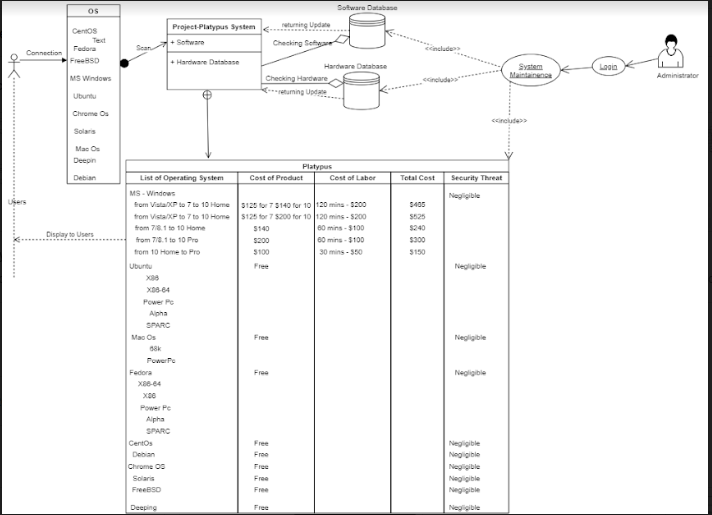 Software Database
OS
CentOS
Text
Fedora
FreeBSD
MS Windows
Ubuntu
Chrome Os
Solaris
Mac Os
Deepin
Debian
Connection
Users
Scan
Project-Platypus System
+ Software
+ Hardware Database
returning Update
Checking Software
Hardware Database
Checking Hardware
returning Update
<<include>>
<<include>>
<<include>>
System
Maintainence
Login
Administrator
Display to Users
Platypus
List of Operating System Cost of Product Cost of Labor Total Cost Security Threat
MS - Windows Negligible
from Vista/XP to 7 to 10 Home $125 for 7 $140 for 10 120 mins - $200 $465
from Vista/XP to 7 to 10 Home $125 for 7 $200 for 10 120 mins - $200 $525
from 7/8.1 to 10 Home $140 60 mins - $100 $240
from 7/8.1 to 10 Pro $200 60 mins - $100 $300
from 10 Home to Pro $100 30 mins - $50 $150
Ubuntu Free Negligible
X86
X86-64
Power Pc
Alpha
SPARC
Mac Os Free Negligible
68k
PowerPc
Fedora Free Negligible
X86-64
X86
Power Pc
Alpha
SPARC
CentOs Free Negligible
Debian Free Negligible
Chrome OS Free Negligible
Solaris Free Negligible
FreeBSD Free Negligible
Deeping Free Negligible